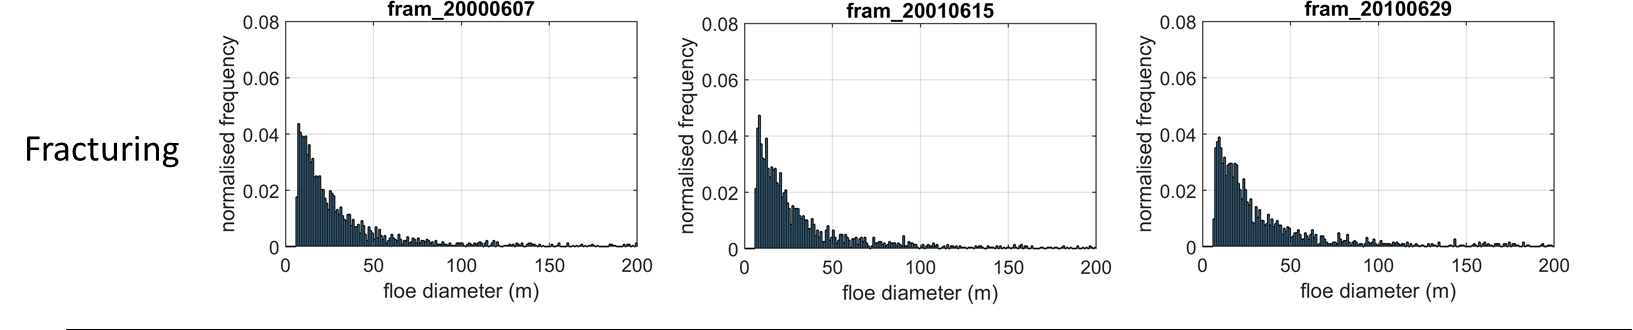 fram_20000607
fram_20010615
fram_20100629
Fracturing
normalised frequency
0.08
0.06
0.04
0.02
0
0 50 100 150 200
floe diameter (m)
normalised frequency
0.08
0.06
0.04
0.02
0
0 50 100 150 200
floe diameter (m)
normalised frequency
0.08
0.06
0.04
0.02
0
0 50 100 150 200
floe diameter (m)